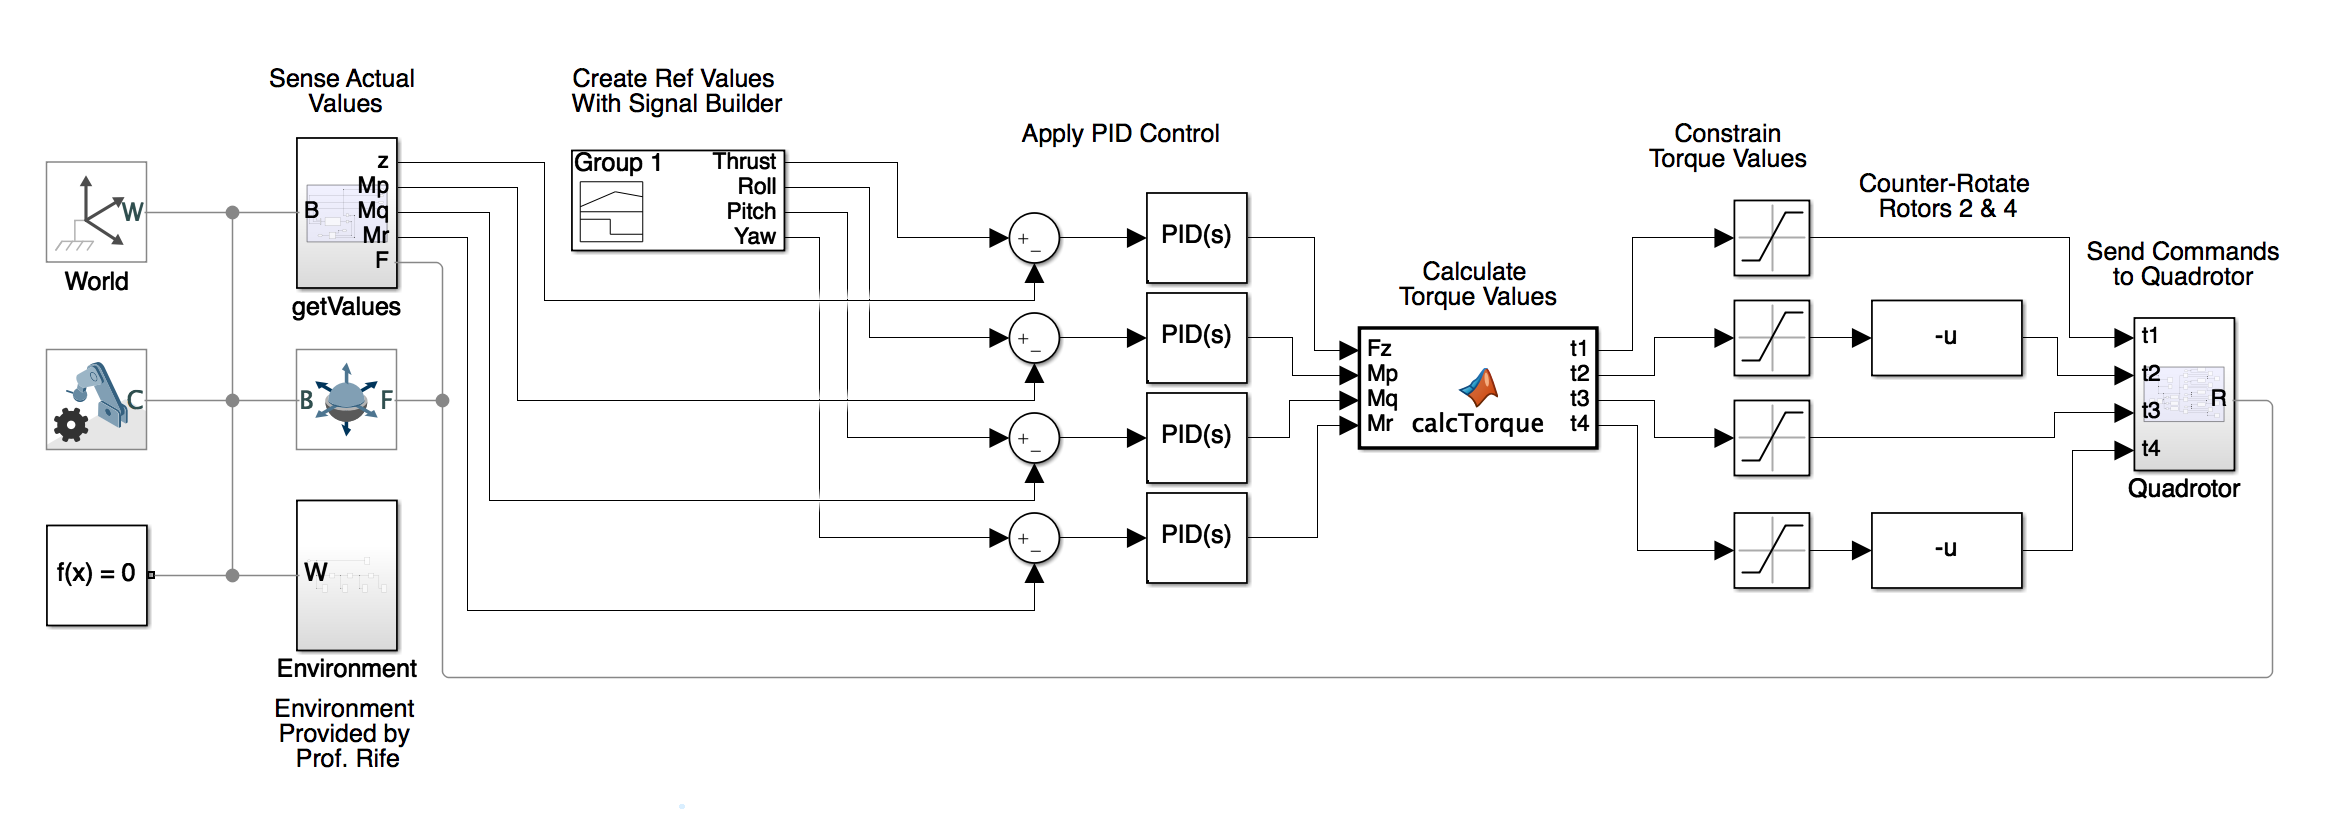 Sense Actual
Values
World
W
C
f(x) = 0
B
z
Mp
Mq
Mr
F
getValues
B
F
W
Environment
Environment
Provided by
Prof. Rife
Create Ref Values
With Signal Builder
Group 1
Thrust
Roll
Pitch
Yaw
Apply PID Control
+
−
+
−
+
−
+
−
PID(s)
PID(s)
PID(s)
PID(s)
Calculate
Torque Values
Fz
Mp
Mq
Mr
calcTorque
t1
t2
t3
t4
Constrain
Torque Values
Counter-Rotate
Rotors 2 & 4
-u
-u
Send Commands
to Quadrotor
t1
t2
t3
t4
R
Quadrotor